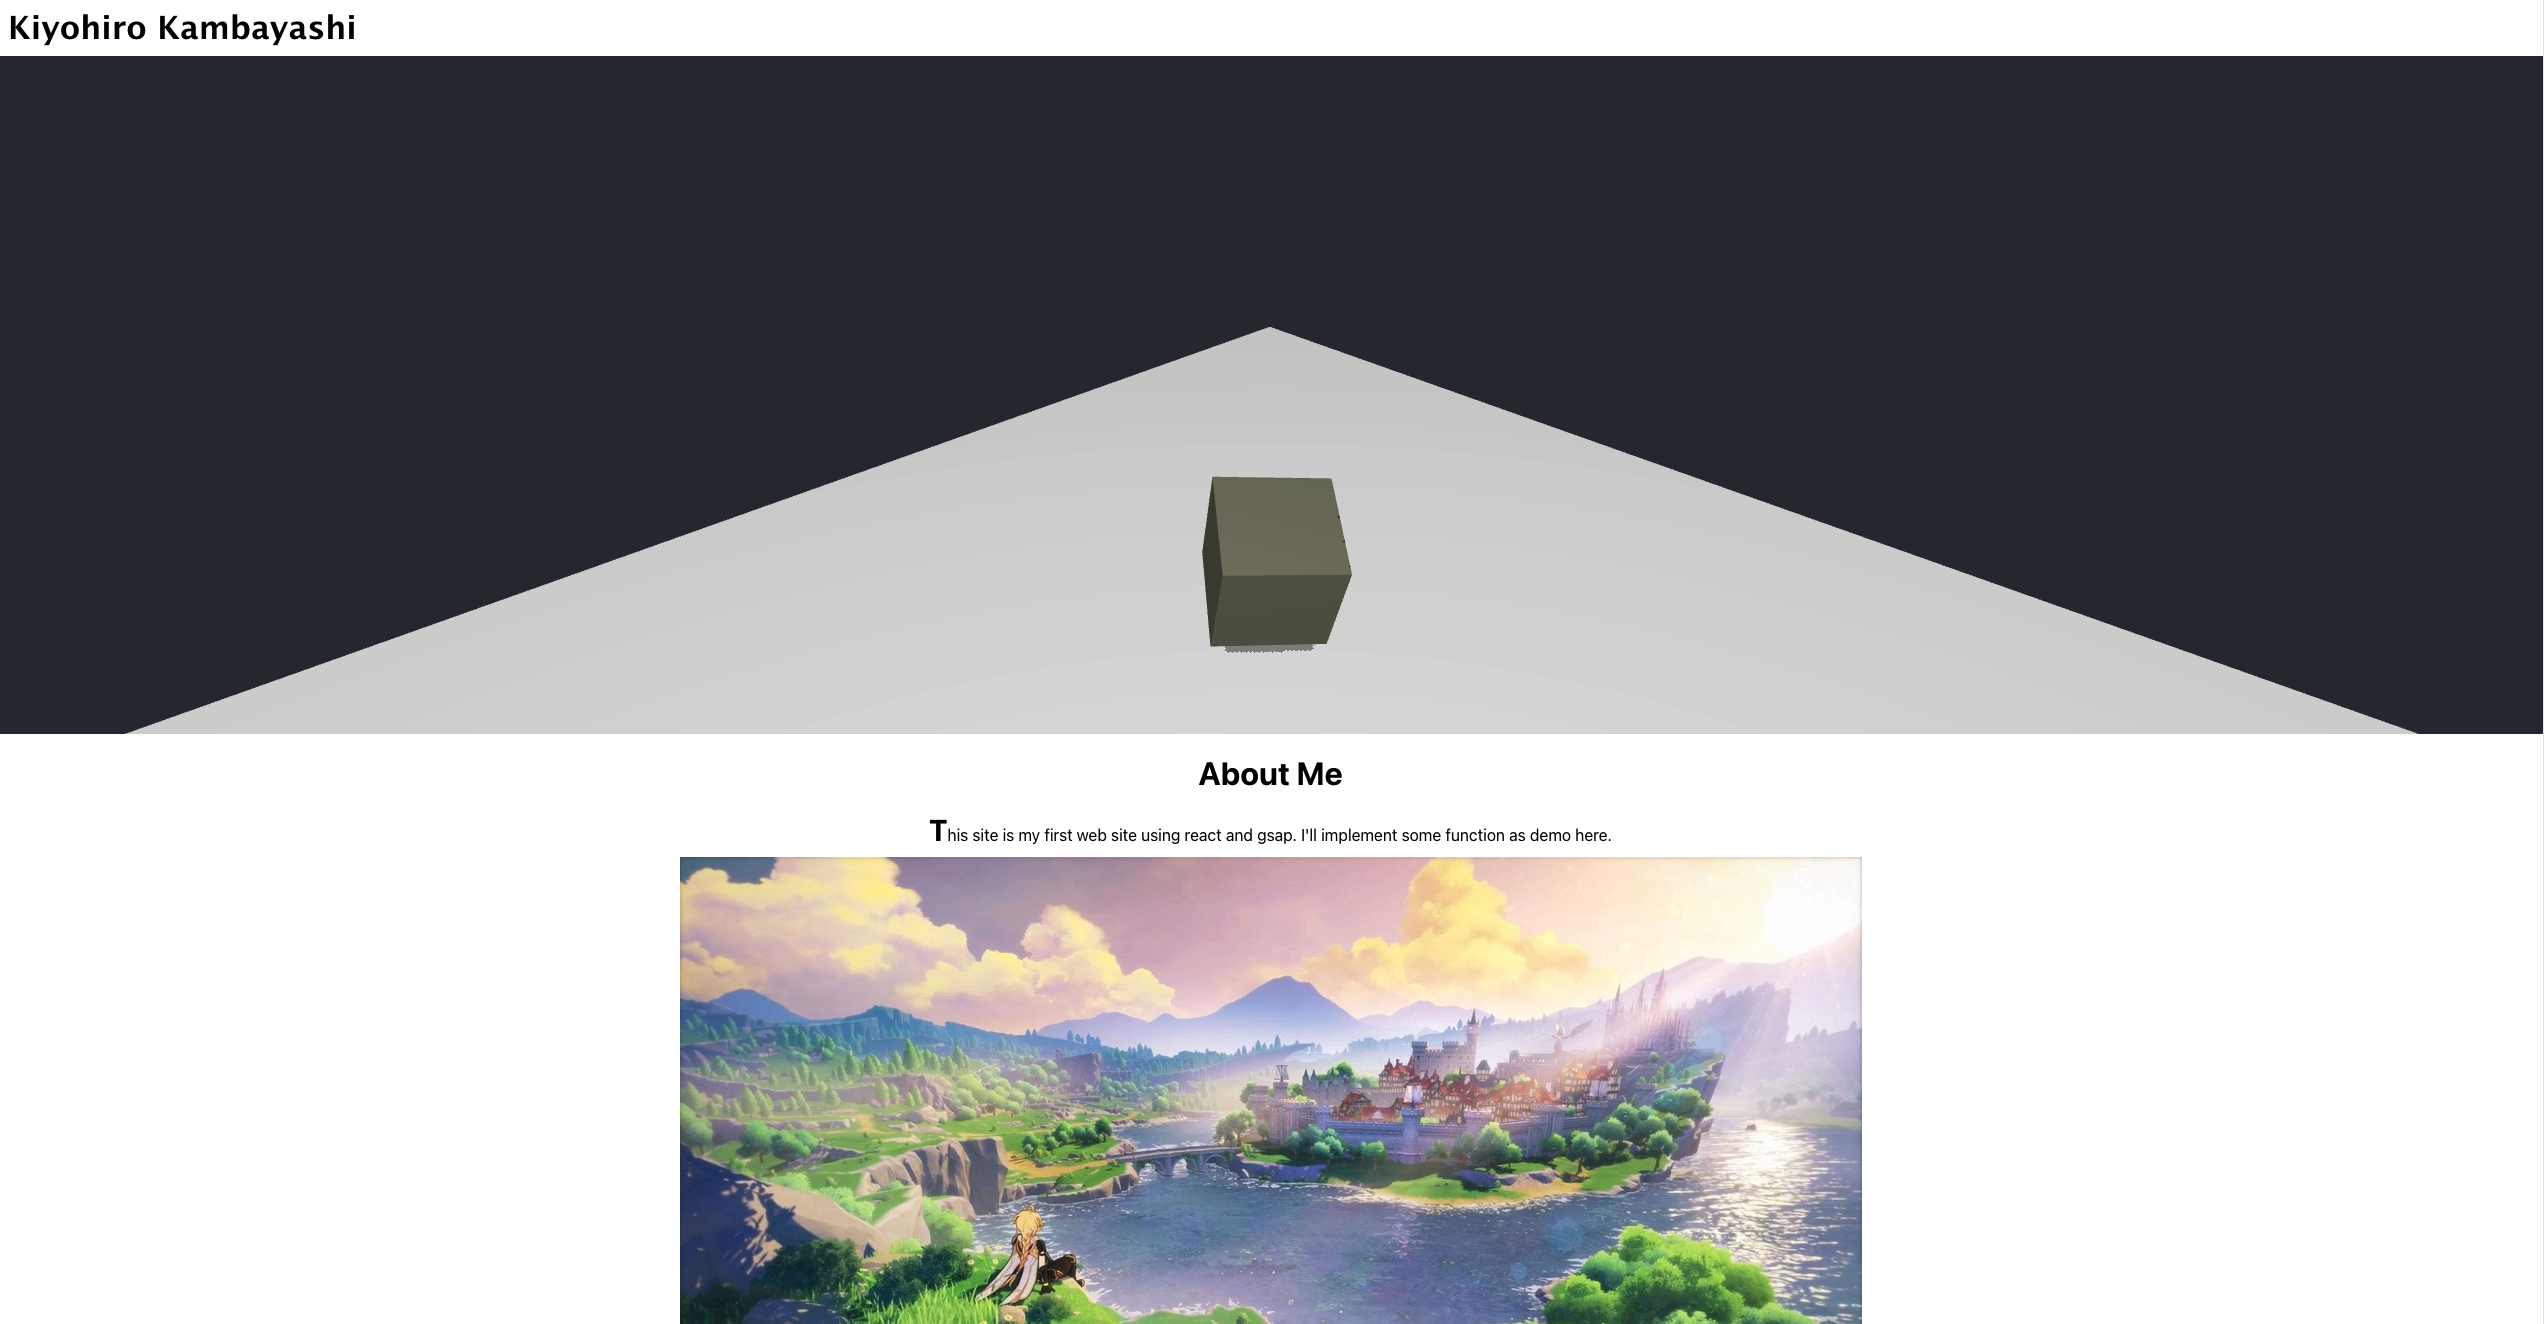 Kiyohiro Kambayashi
About Me
This site is my first web site using react and gsap. I'll implement some function as demo here.